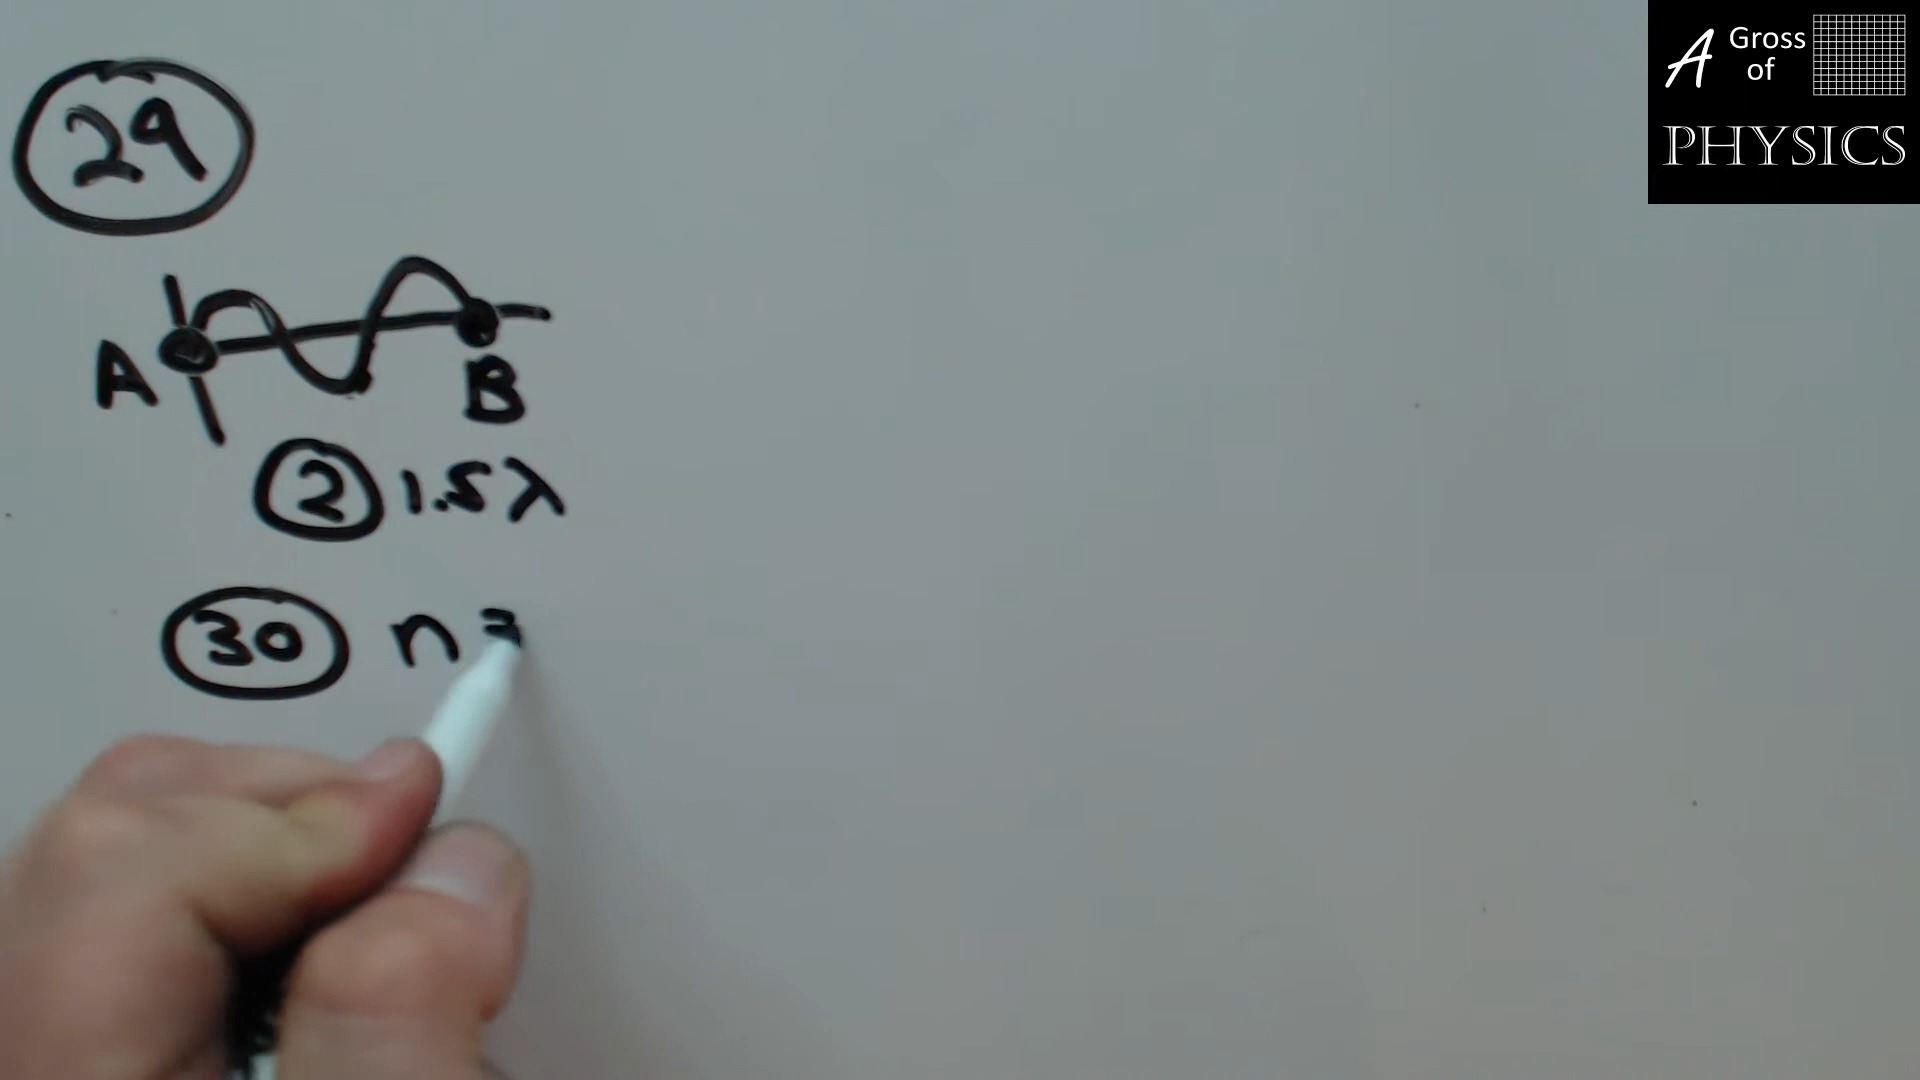 29
A
B
2 1.5λ
30 n =
A Gross of
PHYSICS